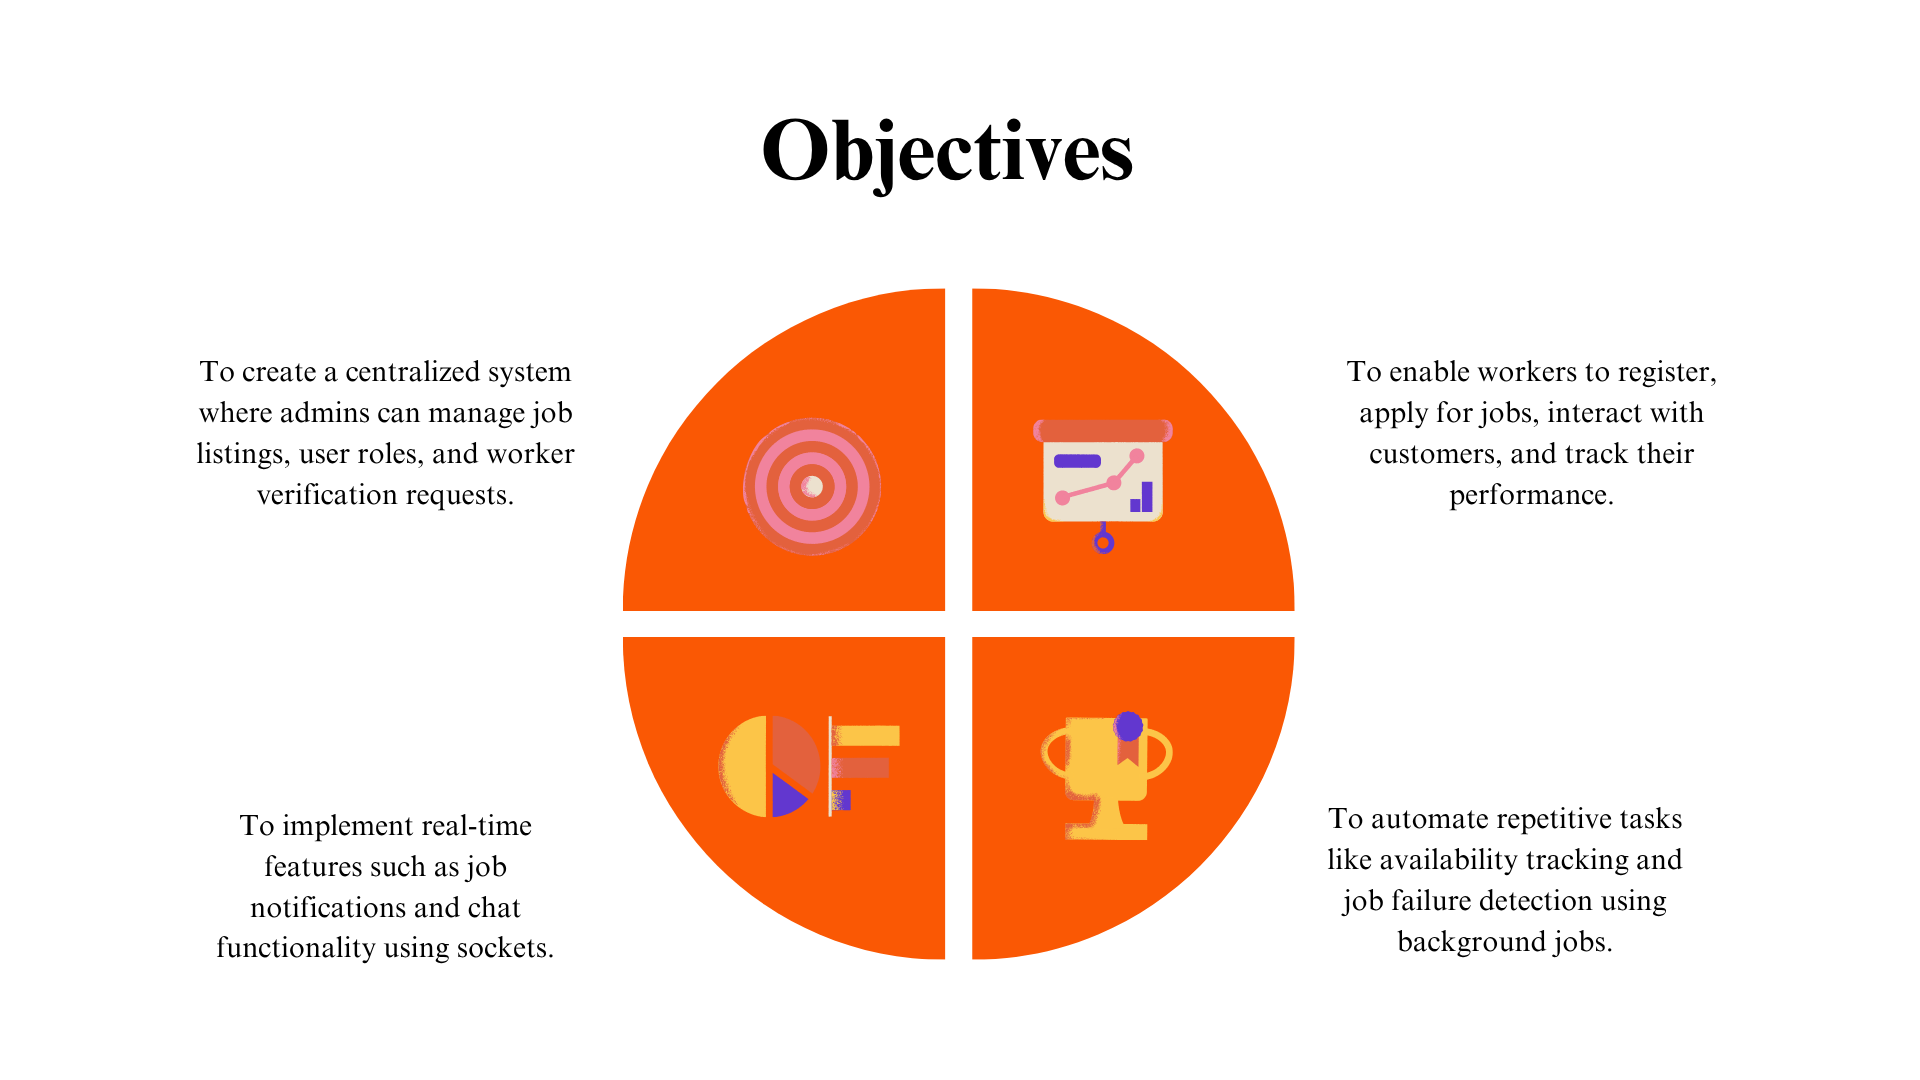 Objectives
To create a centralized system
where admins can manage job
listings, user roles, and worker
verification requests.
To enable workers to register,
apply for jobs, interact with
customers, and track their
performance.
To implement real-time
features such as job
notifications and chat
functionality using sockets.
To automate repetitive tasks
like availability tracking and
job failure detection using
background jobs.